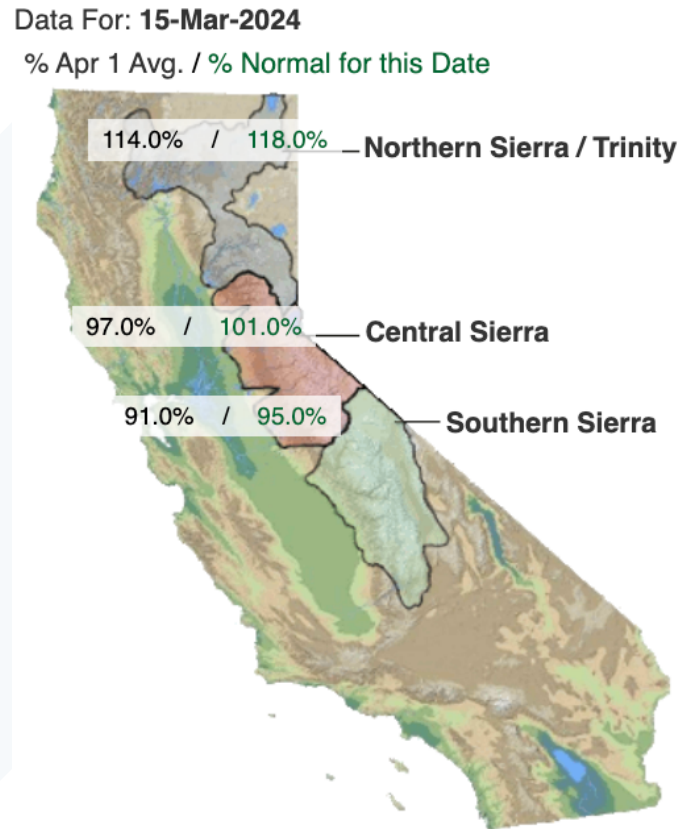 Data For: 15-Mar-2024
% Apr 1 Avg. / % Normal for this Date
114.0% / 118.0% Northern Sierra / Trinity
97.0% / 101.0% Central Sierra
91.0% / 95.0% Southern Sierra